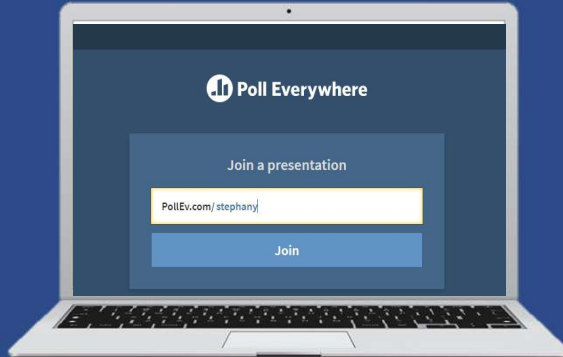 Poll Everywhere
Join a presentation
PollEv.com/stephany
Join